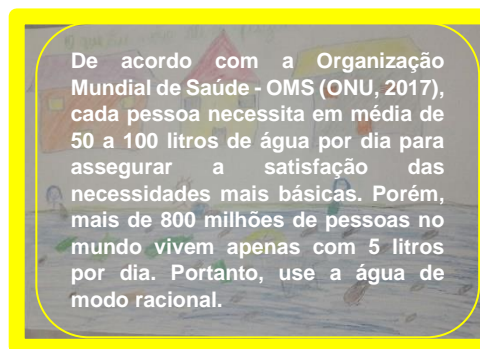 De acordo com a Organização
Mundial de Saúde - OMS (ONU, 2017),
cada pessoa necessita em média de
50 a 100 litros de água por dia para
assegurar a satisfação das
necessidades mais básicas. Porém,
mais de 800 milhões de pessoas no
mundo vivem apenas com 5 litros
por dia. Portanto, use a água de
modo racional.